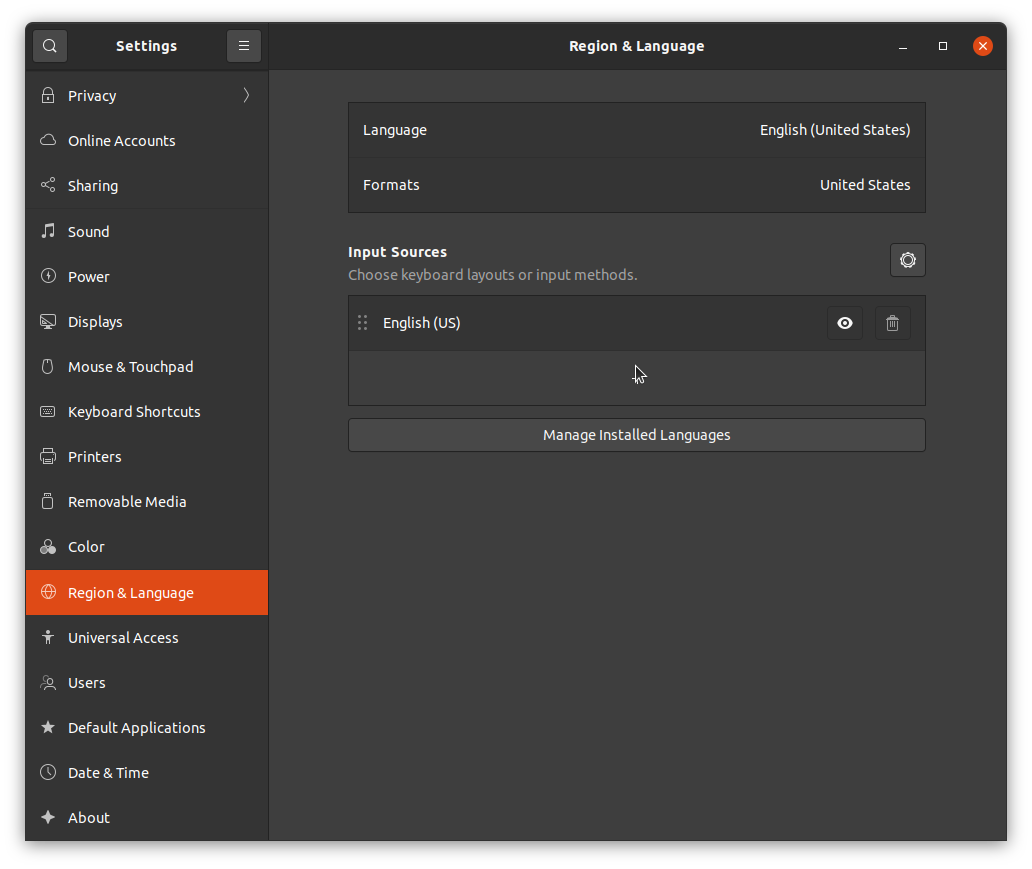 Settings
Region & Language
Privacy
Online Accounts
Sharing
Sound
Power
Displays
Mouse & Touchpad
Keyboard Shortcuts
Printers
Removable Media
Color
Region & Language
Universal Access
Users
Default Applications
Date & Time
About
Language English (United States)
Formats United States
Input Sources
Choose keyboard layouts or input methods.
English (US)
Manage Installed Languages